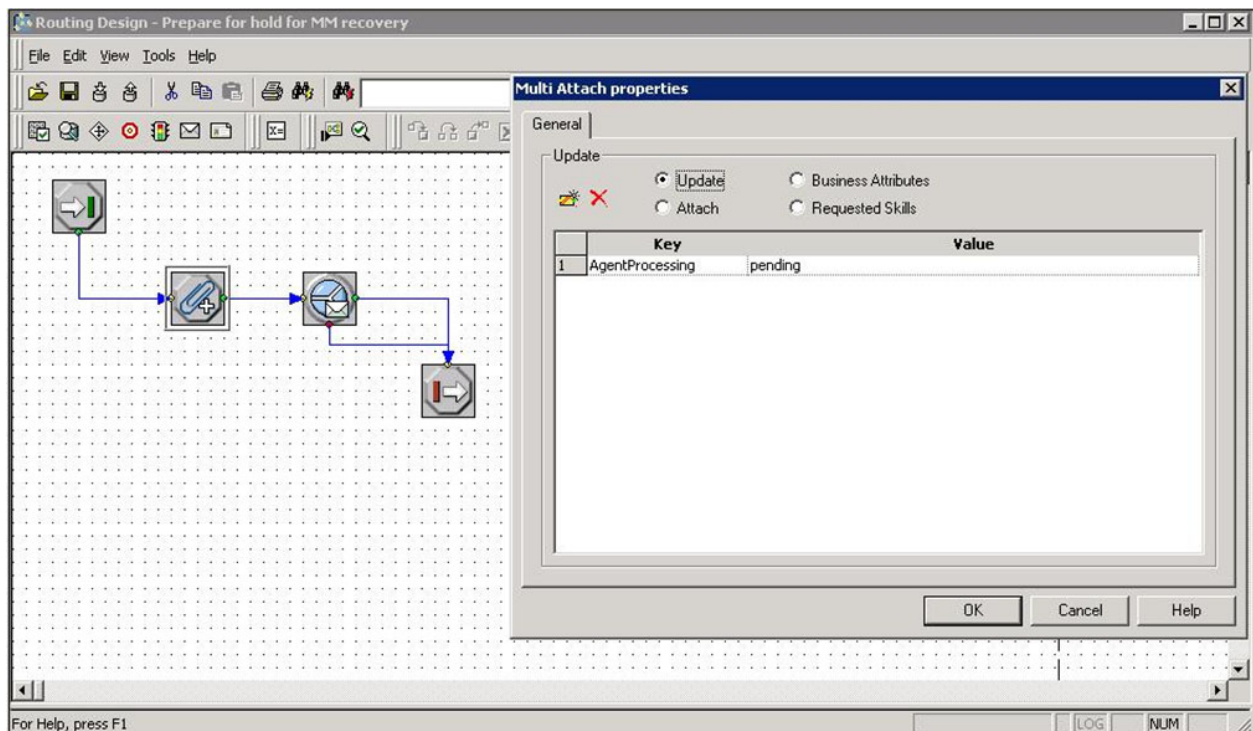 Routing Design - Prepare for hold for MM recovery
File Edit View Tools Help
Multi Attach properties
General
Update
Update
Business Attributes
Attach
Requested Skills
Key Value
1 AgentProcessing pending
OK Cancel Help
For Help, press F1
LOG NUM